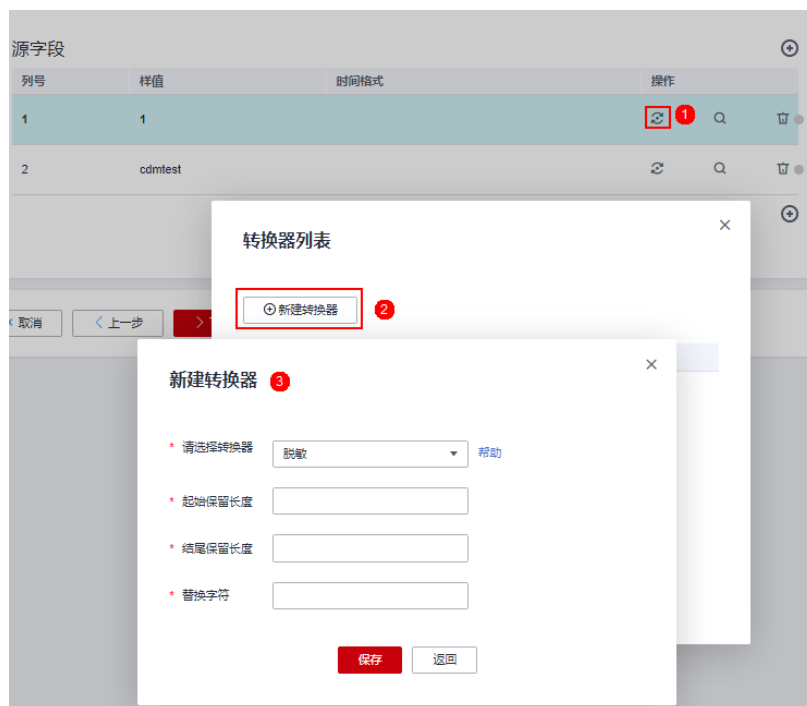 源字段
列号 样值 时间格式 操作
1 1 1
2 cdmtest
转换器列表
新建转换器 2
取消 上一步
新建转换器 3
* 请选择转换器 脱敏 帮助
* 起始保留长度
* 结尾保留长度
* 替换字符
保存 返回